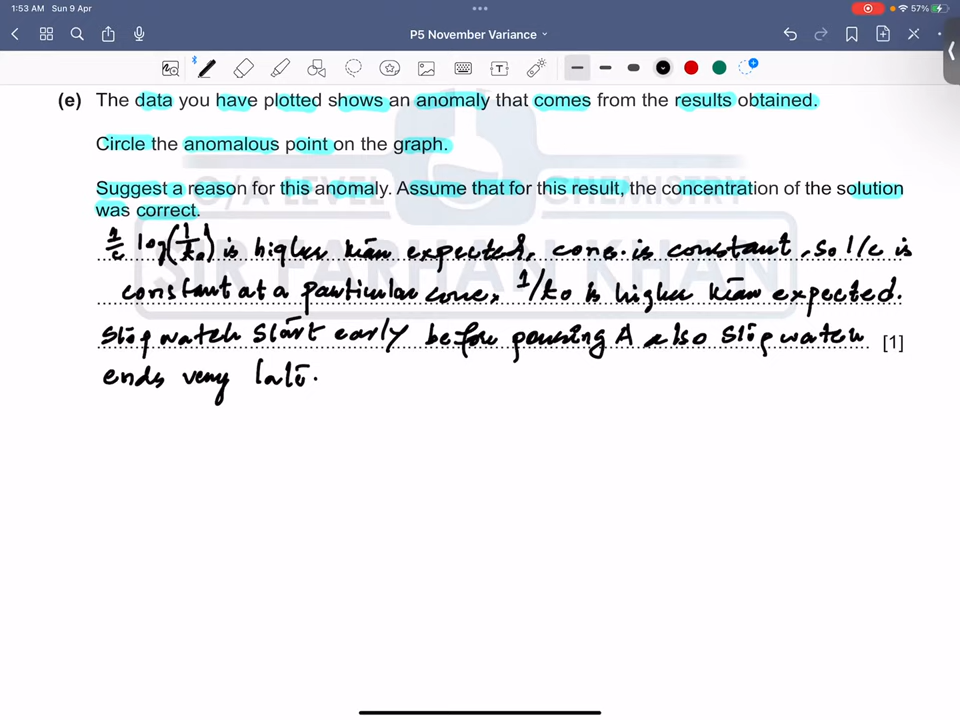 1:53 AM Sun 9 Apr
57%
P5 November Variance
(e) The data you have plotted shows an anomaly that comes from the results obtained.
Circle the anomalous point on the graph.
Suggest a reason for this anomaly. Assume that for this result, the concentration of the solution
was correct.
log(1/t0) is higher than expected, conc. is constant, so 1/c is
constant at a particular conc, 1/t0 is higher than expected.
stopwatch start early before pouring A also stopwatch [1]
ends very late.
O/A LEVEL CHEMISTRY
SIR FARHAN KHAN